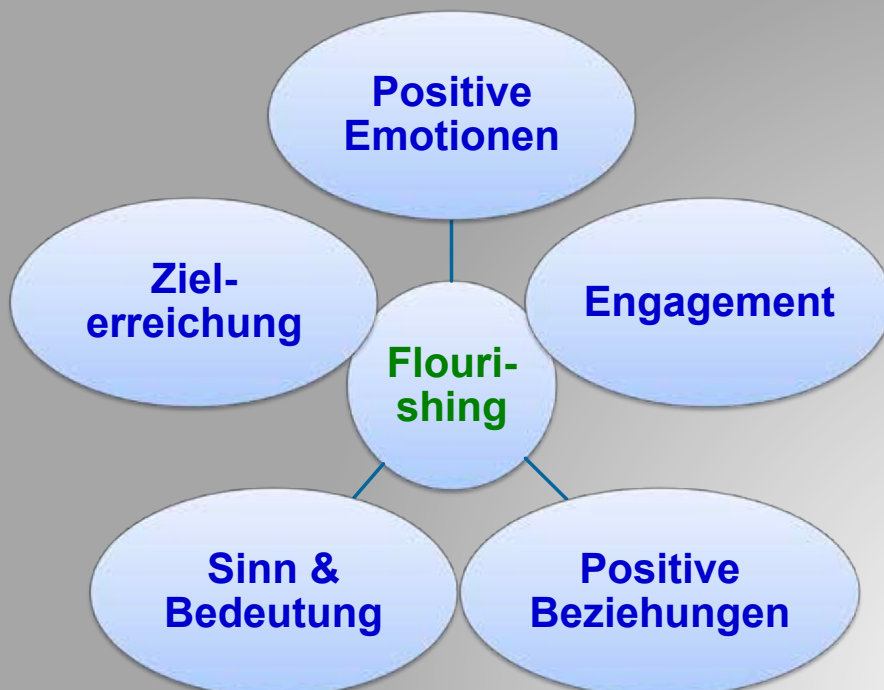 Positive
Emotionen
Ziel-
erreichung
Engagement
Flouri-
shing
Sinn &
Bedeutung
Positive
Beziehungen